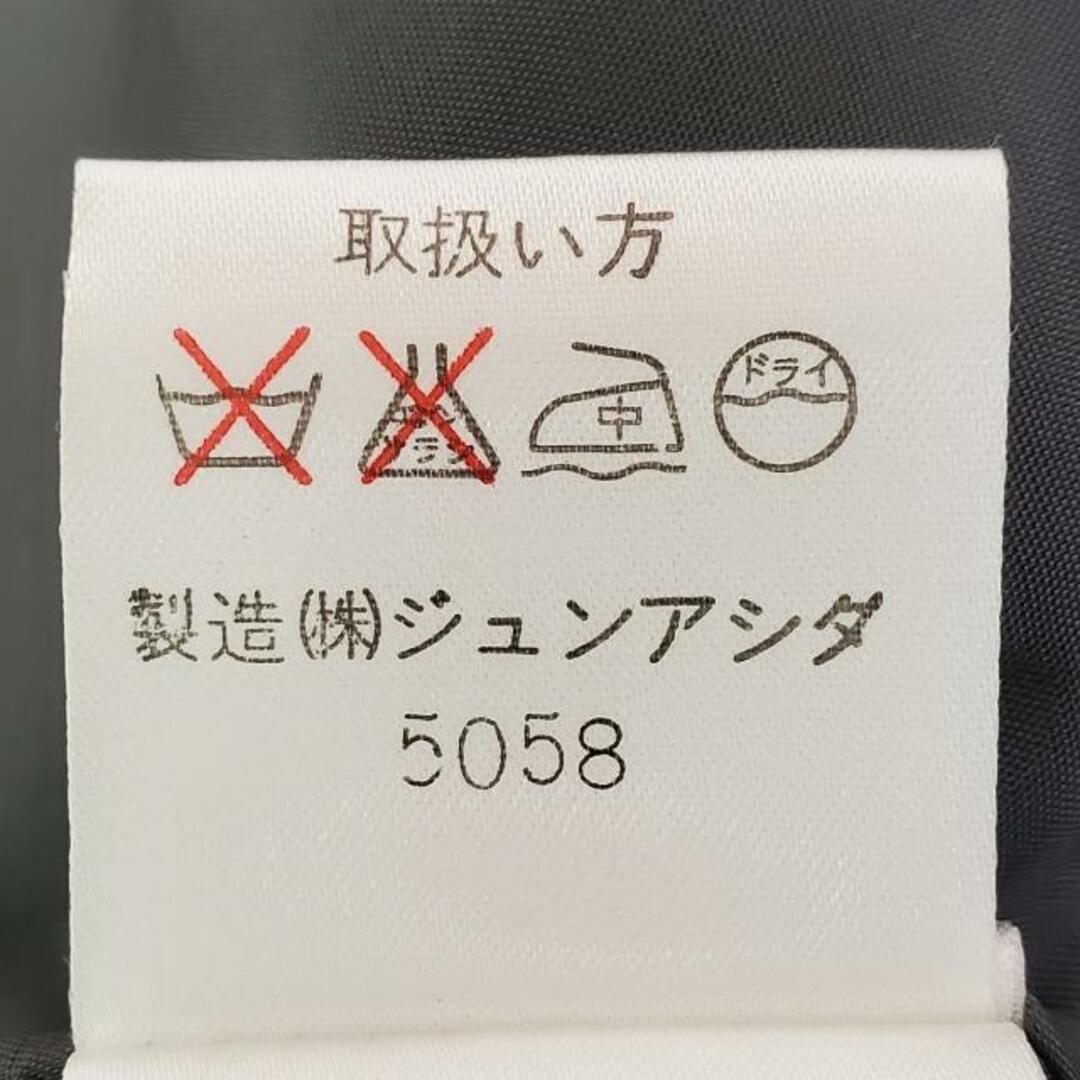 取扱い方
エンソ 中 ドライ
サラシ
製造(株)ジュンアシダ
5058